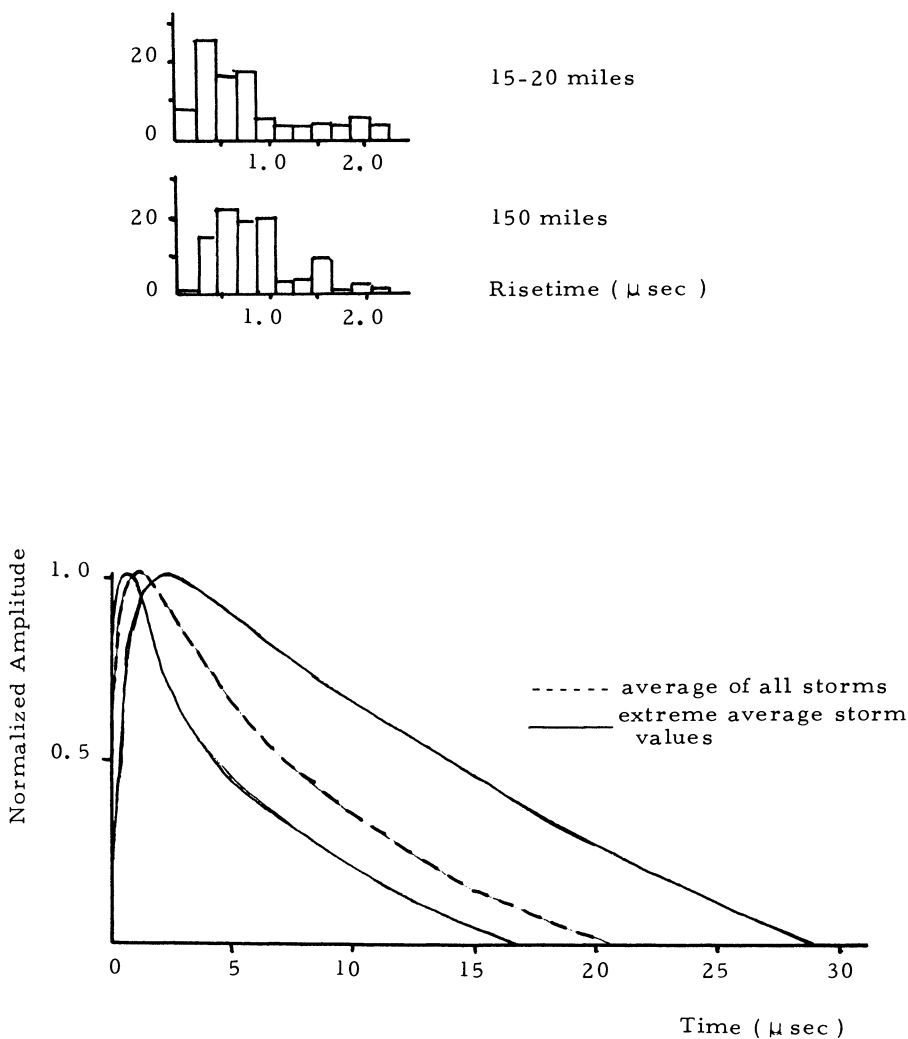 20
15-20 miles
0
1.0 2.0
20
150 miles
0
Risetime ( μ sec )
1.0 2.0
Normalized Amplitude
1.0
0.5
average of all storms
extreme average storm
values
0 5 10 15 20 25 30
Time ( μ sec )